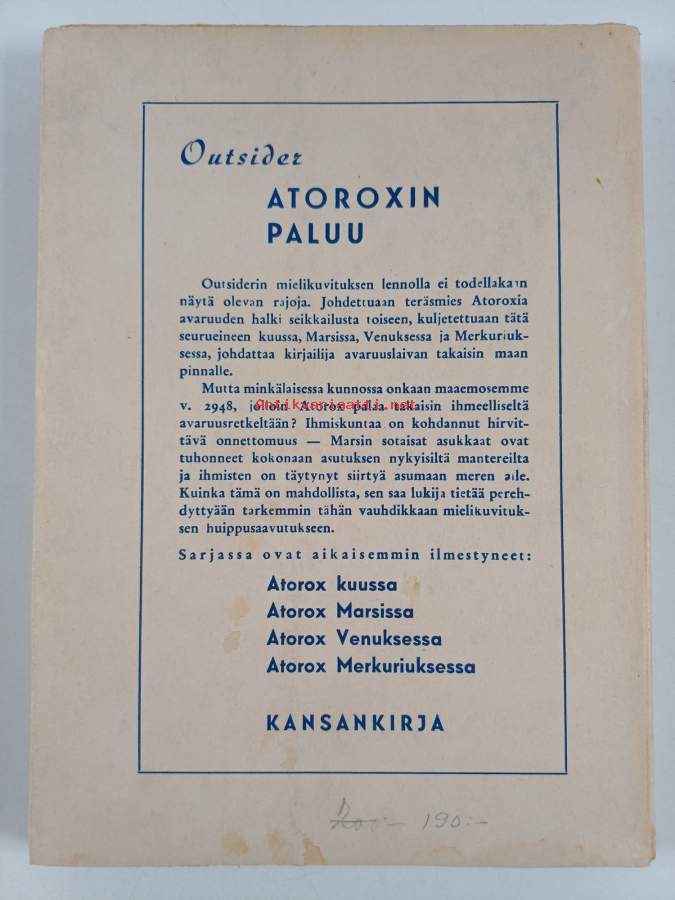 Outsider
ATOROXIN
PALUU
Outsiderin mielikuvituksen lennolla ei todellakaan
näytä olevan rajoja. Johdettuaan teräsmies Atoroxia
avaruuden halki seikkailusta toiseen, kuljetettuaan tätä
seurueineen kuussa, Marsissa, Venuksessa ja Merkuriuk-
sessa, johdattaa kirjailija avaruuslaivan takaisin maan
pinnalle.
Mutta minkälaisessa kunnossa onkaan maaemosemme
v. 2948, jolloin Atorox palaa takaisin ihmeelliseltä
Antikvariaatti.net
avaruusretkeltään? Ihmiskuntaa on kohdannut hirvit-
tävä onnettomuus — Marsin sotaisat asukkaat ovat
tuhonneet kokonaan asutuksen nykyisiltä mantereilta
ja ihmisten on täytynyt siirtyä asumaan meren alle.
Kuinka tämä on mahdollista, sen saa lukija tietää pereh-
dyttyään tarkemmin tähän vauhdikkaan mielikuvituk-
sen huippusaavutukseen.
Sarjassa ovat aikaisemmin ilmestyneet:
Atorox kuussa
Atorox Marsissa
Atorox Venuksessa
Atorox Merkuriuksessa
KANSANKIRJA
190:-